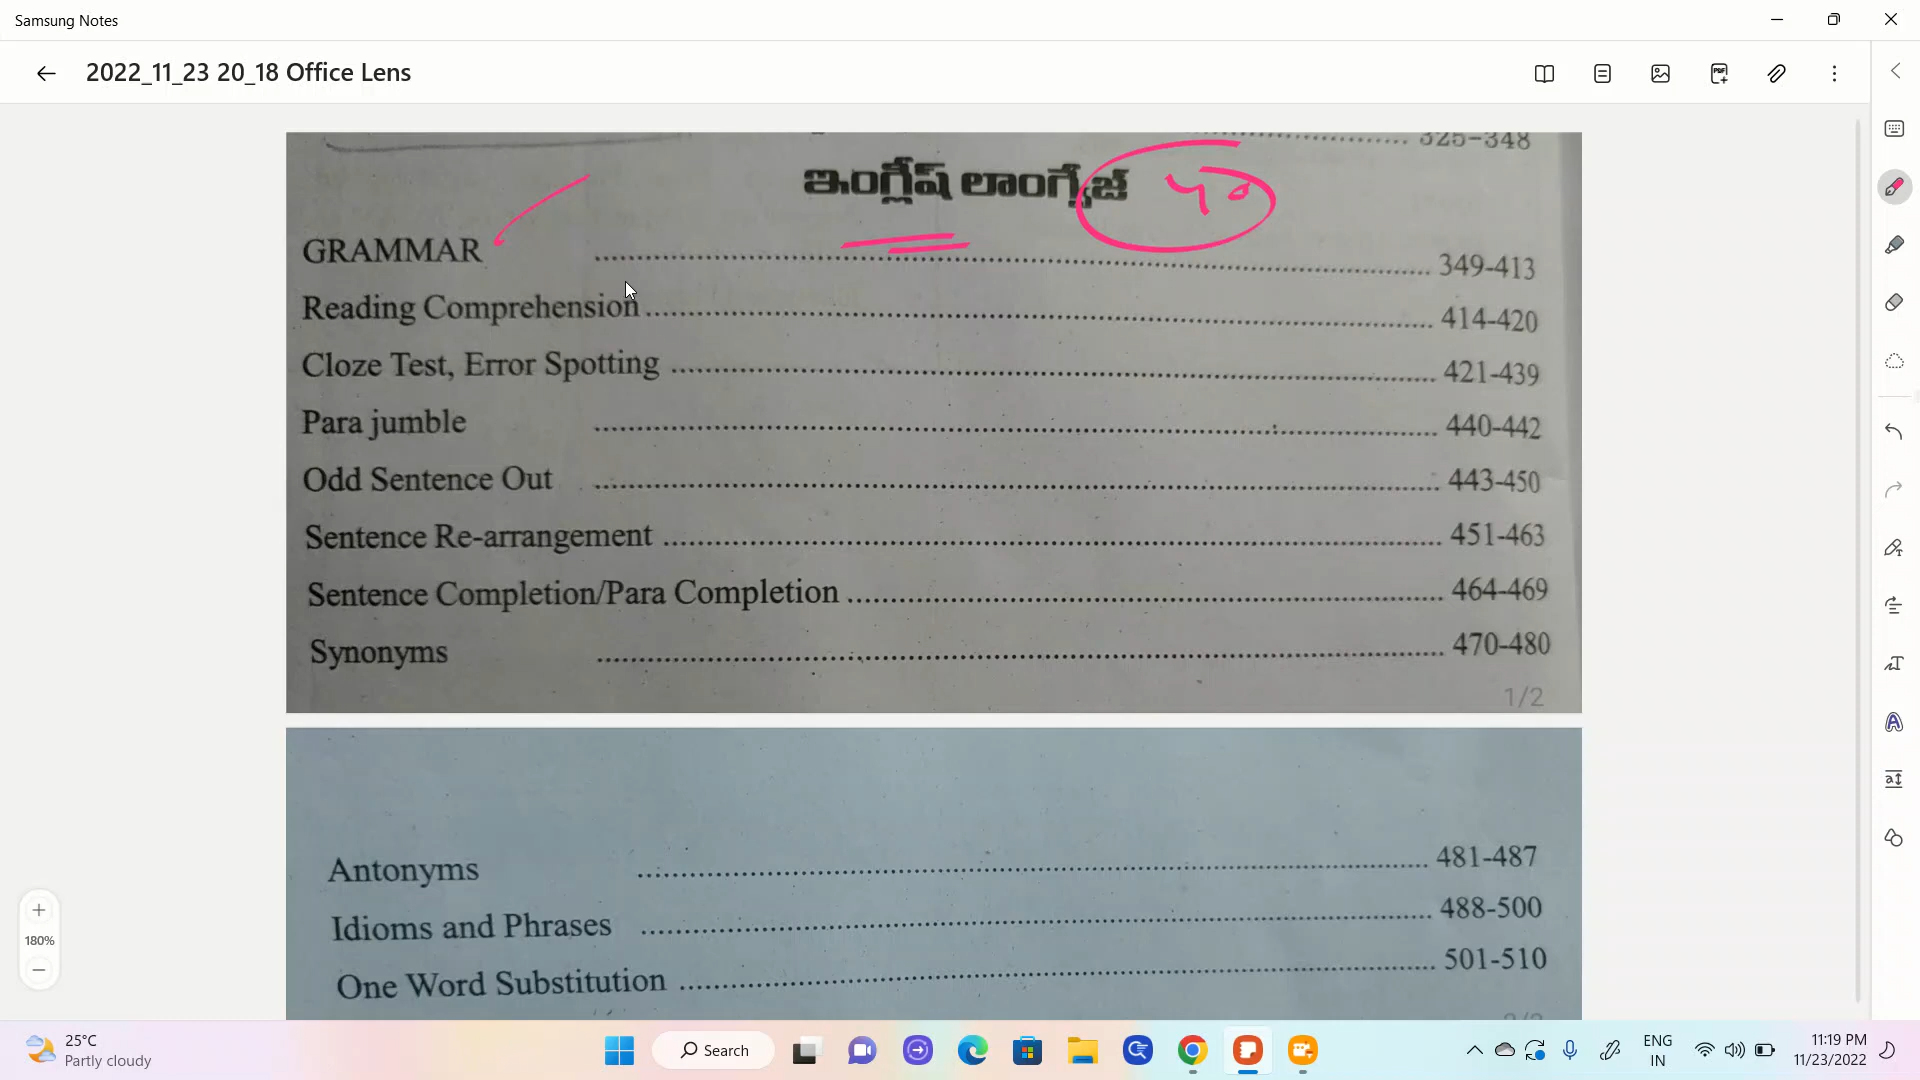 Samsung Notes
2022_11_23 20_18 Office Lens
325-348
ఇంగ్లీష్ లాంగ్వేజ్ 40
GRAMMAR .......... 349-413
Reading Comprehension .......... 414-420
Cloze Test, Error Spotting .......... 421-439
Para jumble .......... 440-442
Odd Sentence Out .......... 443-450
Sentence Re-arrangement .......... 451-463
Sentence Completion/Para Completion .......... 464-469
Synonyms .......... 470-480
1/2
Antonyms .......... 481-487
Idioms and Phrases .......... 488-500
One Word Substitution .......... 501-510
180%
25°C
Partly cloudy
Search
ENG
IN
11:19 PM
11/23/2022